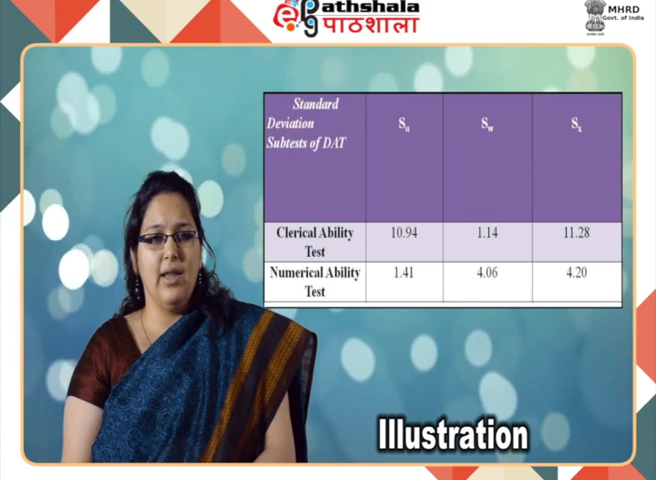 Pathshala
पाठशाला
MHRD
Govt. of India
Standard
Deviation
Subtests of DAT
Su Sw Sx
Clerical Ability
Test
10.94 1.14 11.28
Numerical Ability
Test
1.41 4.06 4.20
Illustration